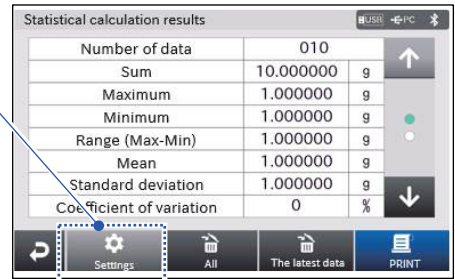 Statistical calculation results USB PC
Number of data 010
Sum 10.000000 g
Maximum 1.000000 g
Minimum 1.000000 g
Range (Max-Min) 1.000000 g
Mean 1.000000 g
Standard deviation 1.000000 g
Coefficient of variation 0 %
Settings All The latest data PRINT